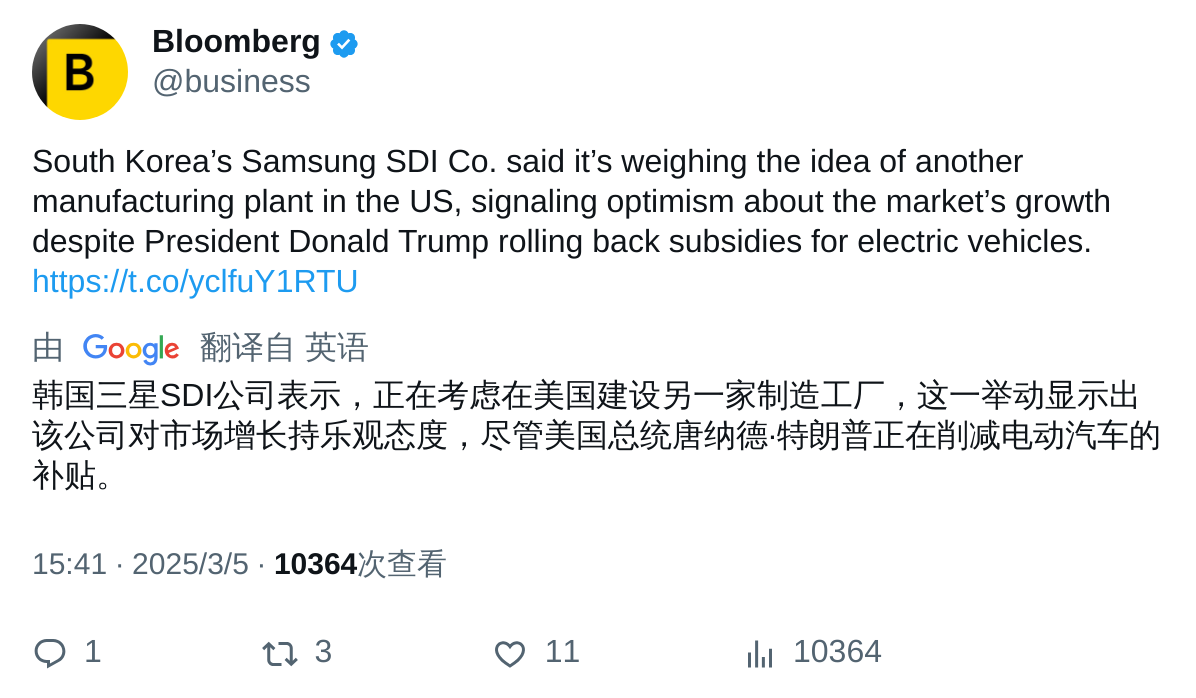 B
Bloomberg
@business
South Korea’s Samsung SDI Co. said it’s weighing the idea of another
manufacturing plant in the US, signaling optimism about the market’s growth
despite President Donald Trump rolling back subsidies for electric vehicles.
https://t.co/yclfuY1RTU
由 Google 翻译自 英语
韩国三星SDI公司表示，正在考虑在美国建设另一家制造工厂，这一举动显示出
该公司对市场增长持乐观态度，尽管美国总统唐纳德·特朗普正在削减电动汽车的
补贴。
15:41 · 2025/3/5 · 10364次查看
1 3 11 10364